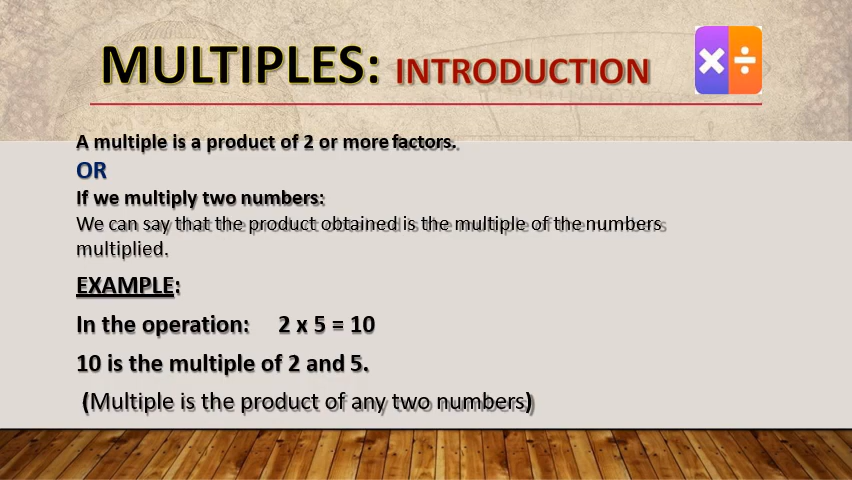 MULTIPLES: INTRODUCTION
A multiple is a product of 2 or more factors.
OR
If we multiply two numbers:
We can say that the product obtained is the multiple of the numbers
multiplied.
EXAMPLE:
In the operation: 2 x 5 = 10
10 is the multiple of 2 and 5.
(Multiple is the product of any two numbers)